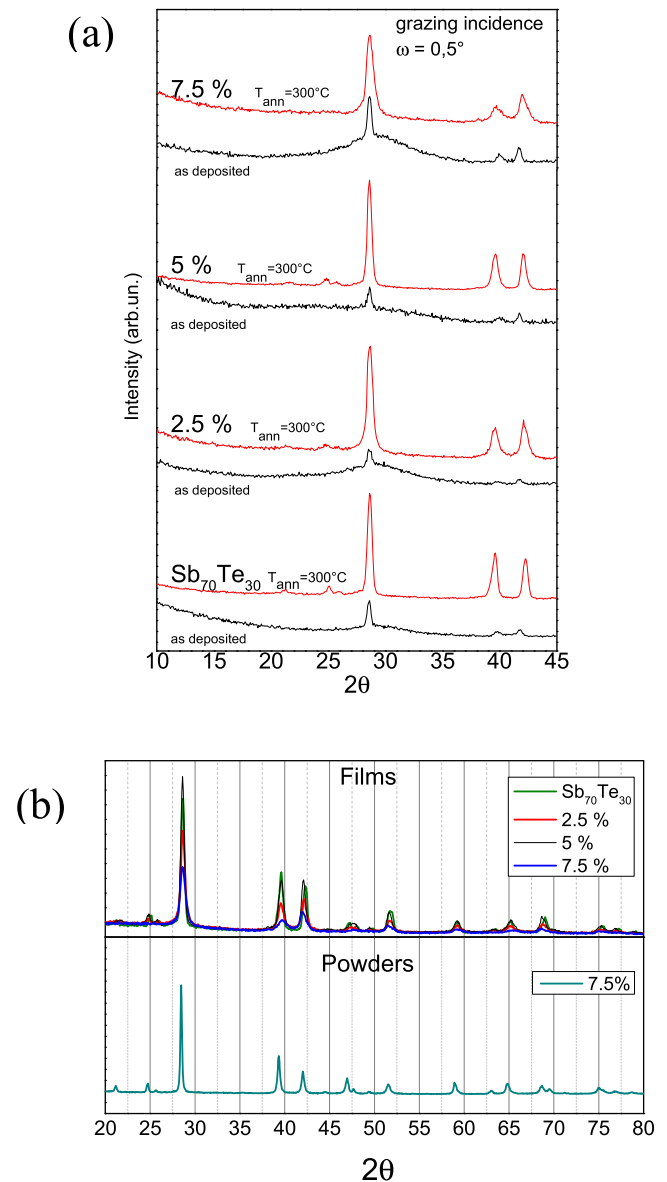 (a)
grazing incidence
ω = 0,5°
7.5 % T_ann=300°C
as deposited
5 % T_ann=300°C
as deposited
2.5 % T_ann=300°C
as deposited
Sb70Te30 T_ann=300°C
as deposited
Intensity (arb.un.)
10 15 20 25 30 35 40 45
2θ
(b)
Films
Sb70Te30
2.5 %
5 %
7.5 %
Powders
7.5%
20 25 30 35 40 45 50 55 60 65 70 75 80
2θ